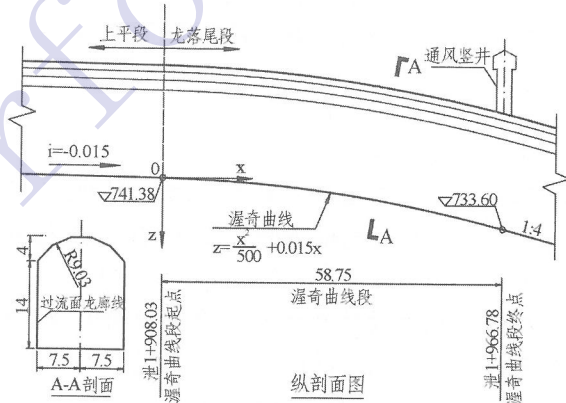 上平段
龙落尾段
通风竖井
A
i=-0.015
0
x
741.38
733.60
渥奇曲线
z=x²/500+0.015x
z
A
1:4
4
14
R9.03
过流面龙廊线
7.5
7.5
A-A剖面
58.75
渥奇曲线段
泄1+908.03
渥奇曲线段起点
泄1+966.78
渥奇曲线段终点
纵剖面图